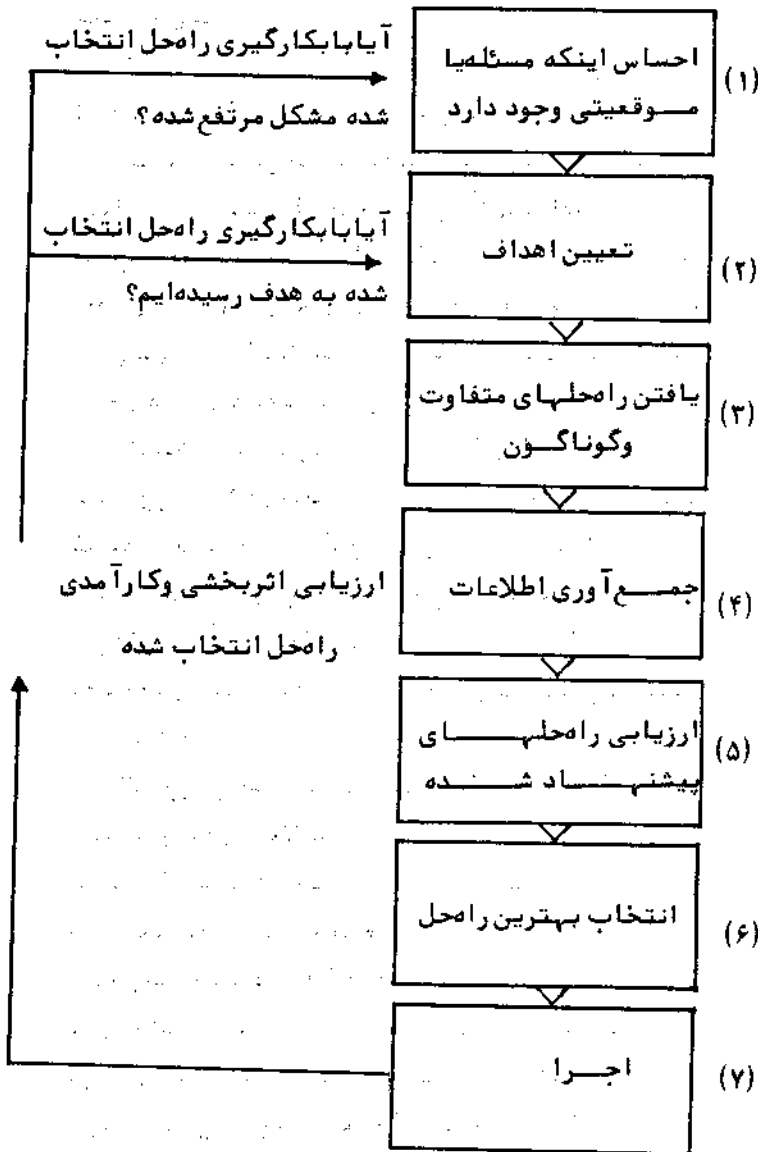 (۱)
احساس اینکه مسئله‌یا
موقعیتی وجود دارد
آیا بابکارگیری راه‌حل انتخاب
شده مشکل مرتفع شده؟
(۲)
تعیین اهداف
آیا بابکارگیری راه‌حل انتخاب
شده به هدف رسیده‌ایم؟
(۳)
یافتن راه‌حلهای متفاوت
وگوناگون
(۴)
جمع‌آوری اطلاعات
ارزیابی اثربخشی وکارآمدی
راه‌حل انتخاب شده
(۵)
ارزیابی راه‌حلهای
پیشنهاد شده
(۶)
انتخاب بهترین راه‌حل
(۷)
اجرا